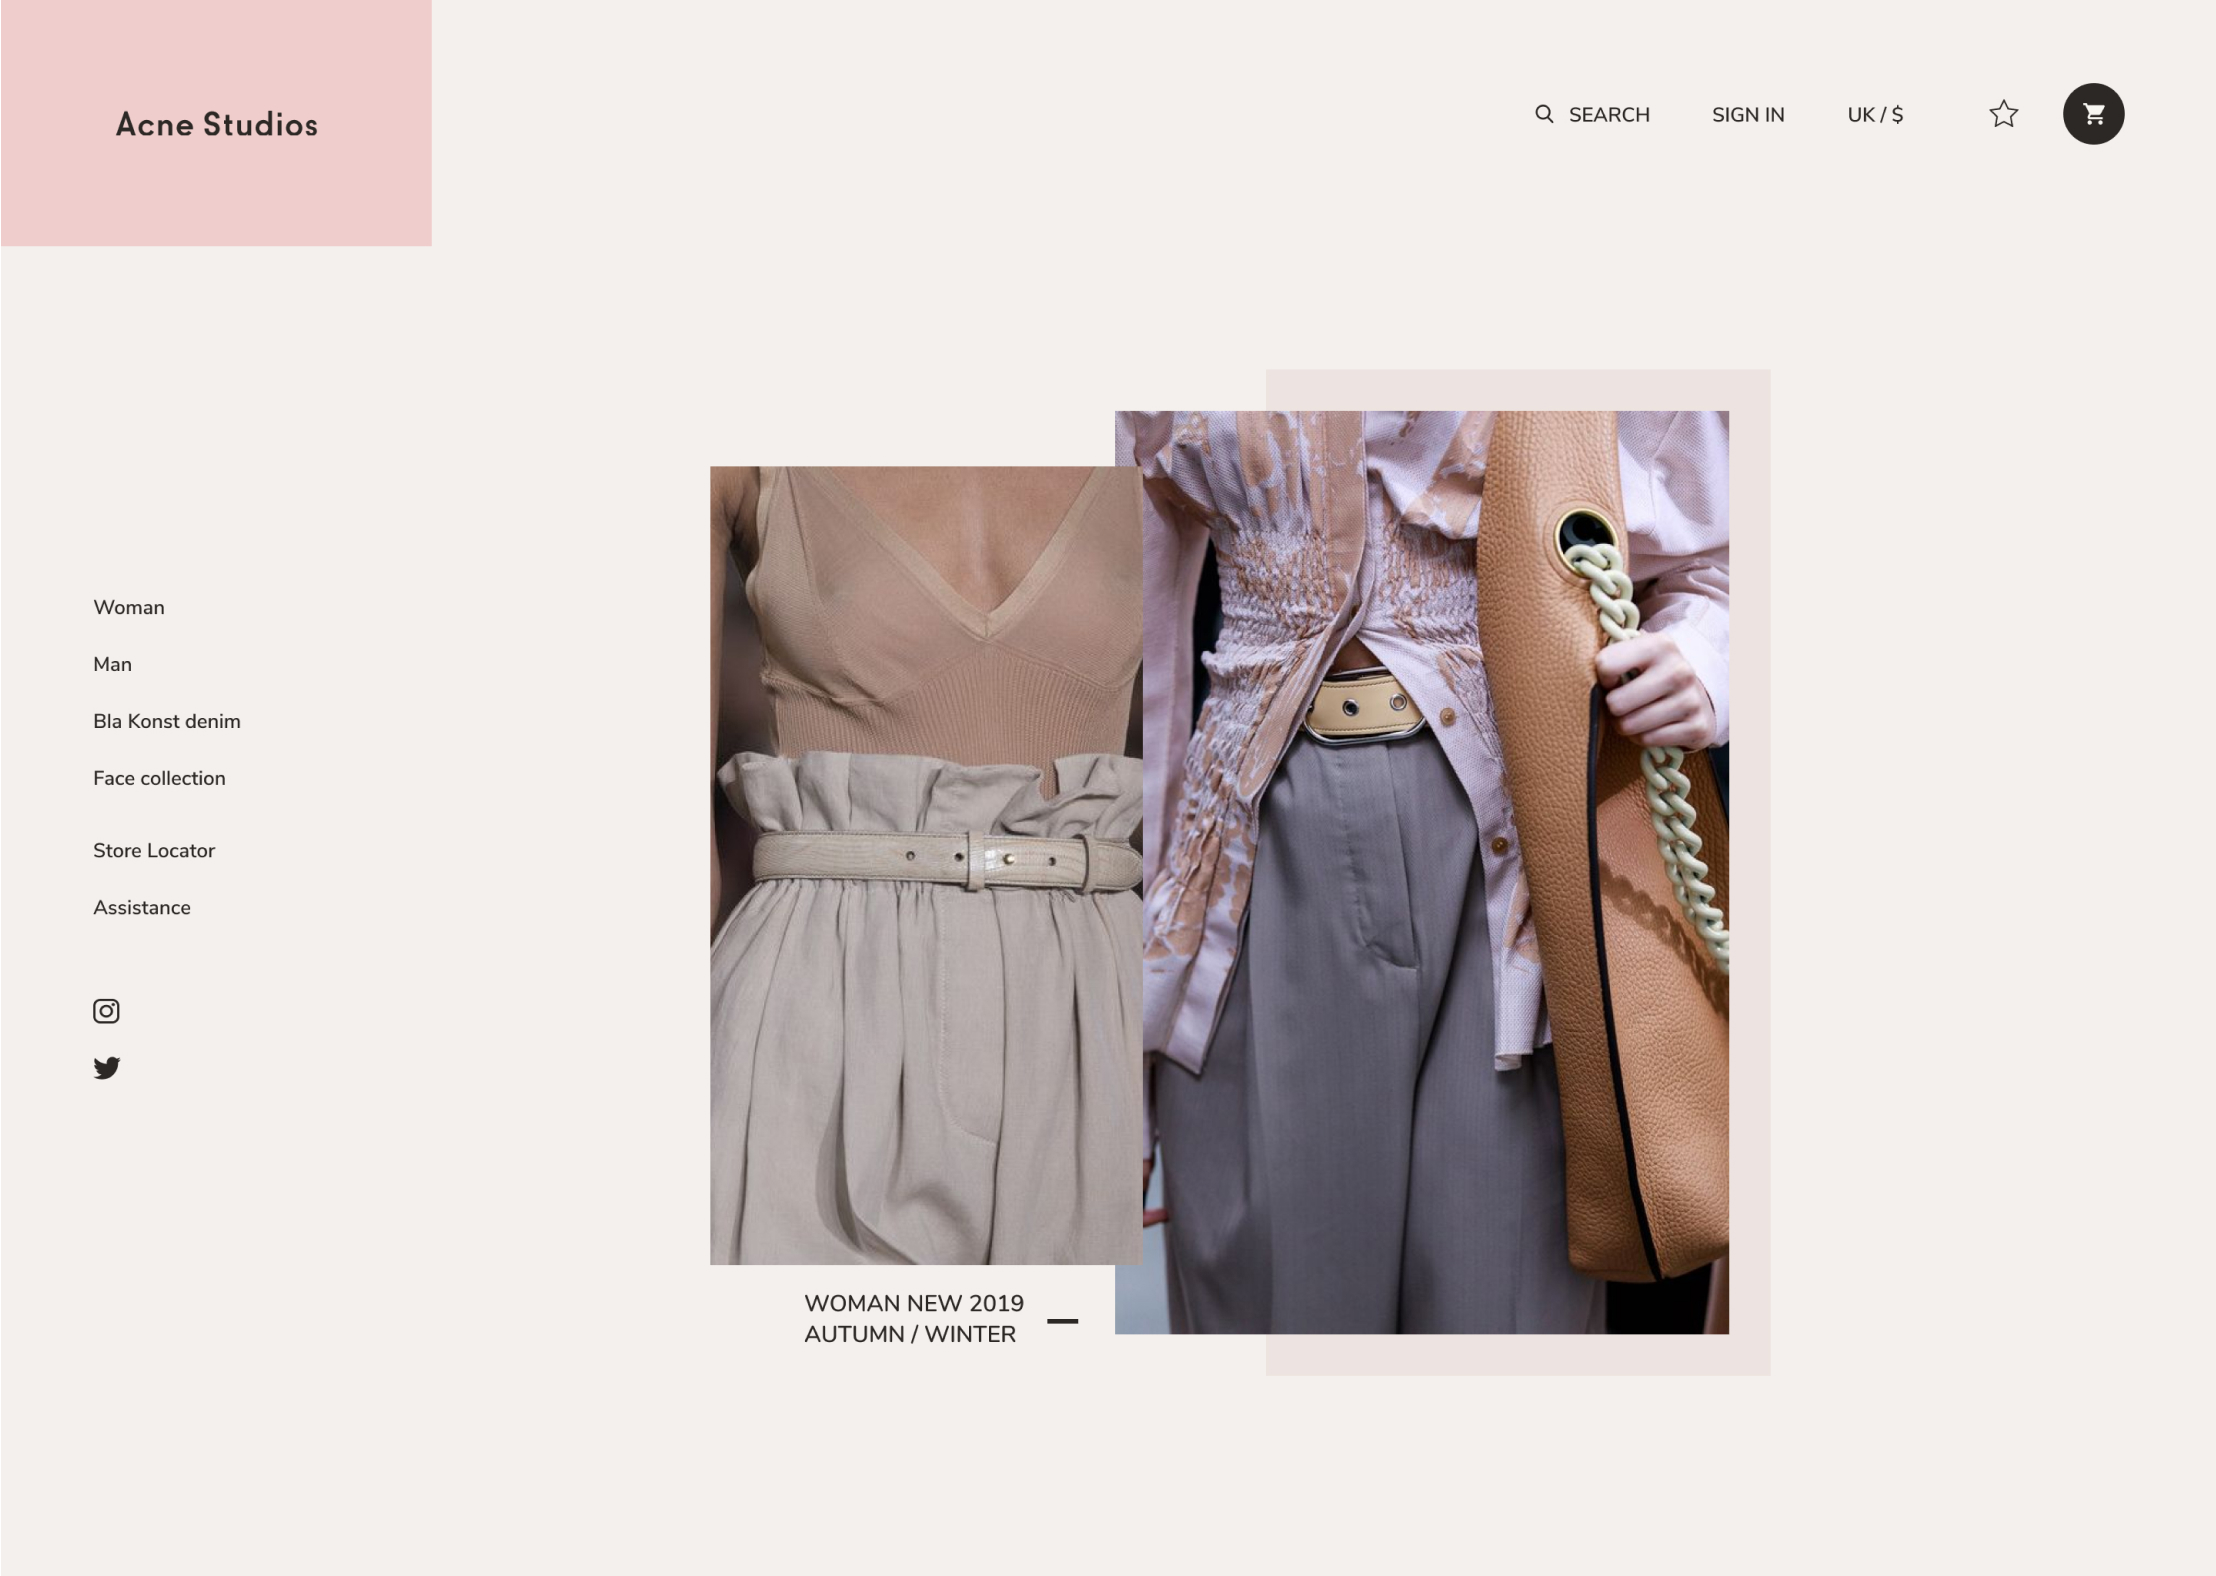 Acne Studios
SEARCH
SIGN IN
UK / $
Woman
Man
Bla Konst denim
Face collection
Store Locator
Assistance
WOMAN NEW 2019
AUTUMN / WINTER